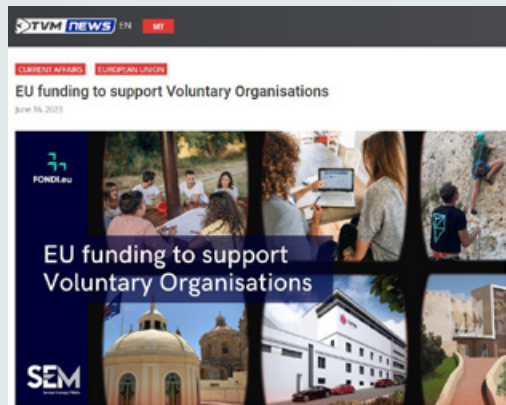 TVM NEWS EN MT
CURRENT AFFAIRS EUROPEAN UNION
EU funding to support Voluntary Organisations
June 16, 2023
FONDI.eu
EU funding to support
Voluntary Organisations
SEM